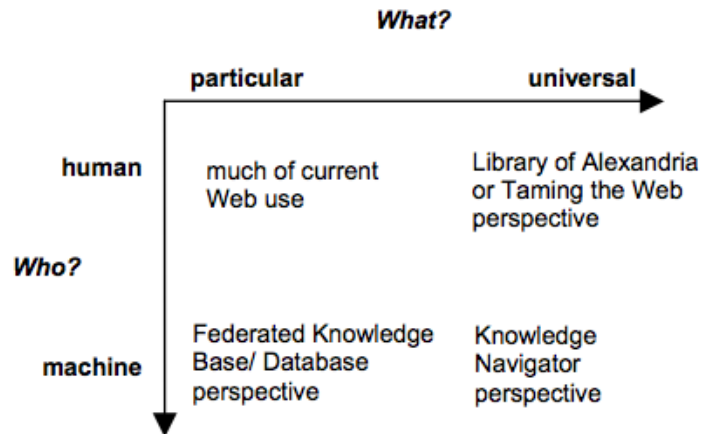 What?
particular
universal
human
much of current
Web use
Library of Alexandria
or Taming the Web
perspective
Who?
machine
Federated Knowledge
Base/ Database
perspective
Knowledge
Navigator
perspective